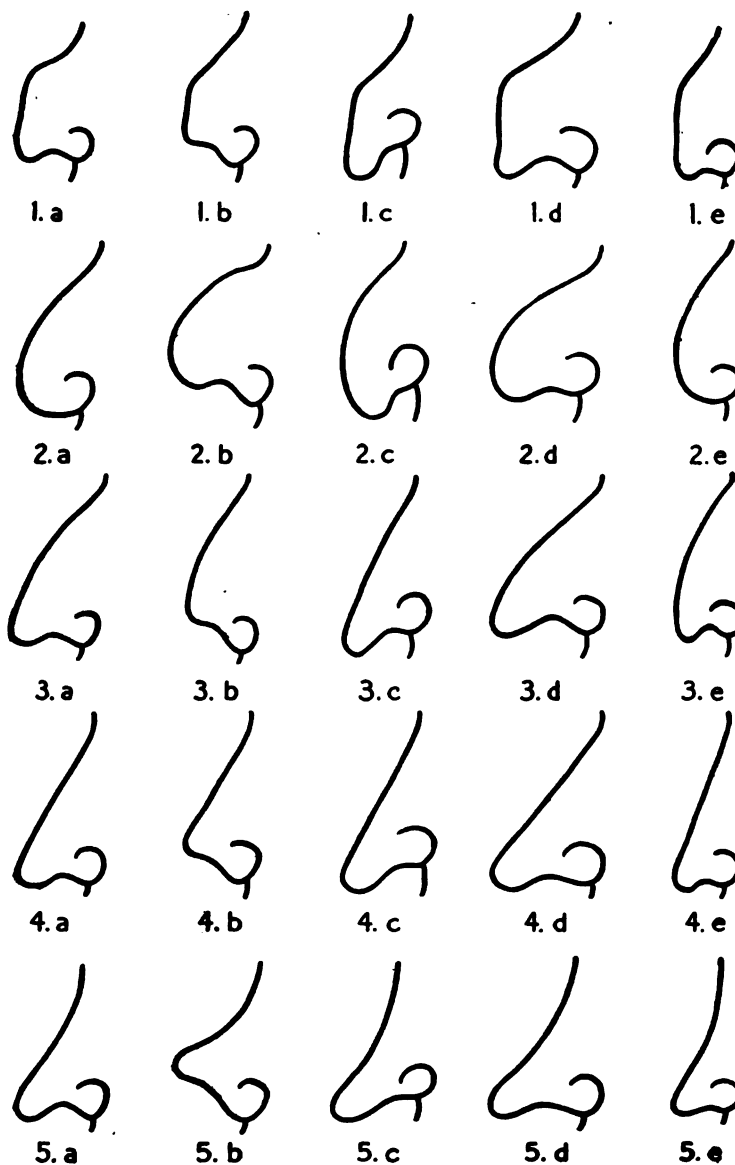 1. a 1. b 1. c 1. d 1. e
2. a 2. b 2. c 2. d 2. e
3. a 3. b 3. c 3. d 3. e
4. a 4. b 4. c 4. d 4. e
5. a 5. b 5. c 5. d 5. e